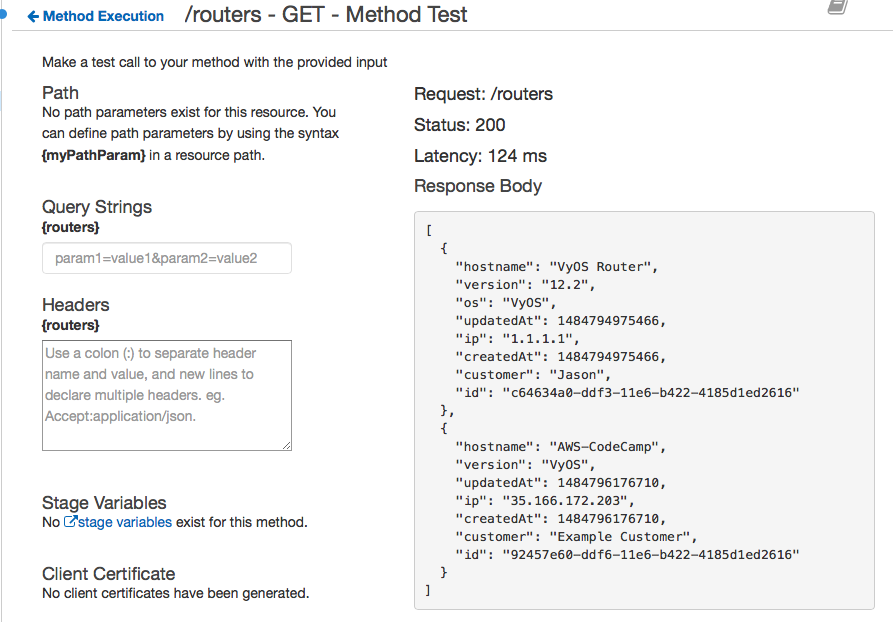 Method Execution /routers - GET - Method Test
Make a test call to your method with the provided input
Path
No path parameters exist for this resource. You
can define path parameters by using the syntax
{myPathParam} in a resource path.
Query Strings
{routers}
param1=value1&param2=value2
Headers
{routers}
Use a colon (:) to separate header
name and value, and new lines to
declare multiple headers. eg.
Accept:application/json.
Stage Variables
No stage variables exist for this method.
Client Certificate
No client certificates have been generated.
Request: /routers
Status: 200
Latency: 124 ms
Response Body
[
  {
    "hostname": "VyOS Router",
    "version": "12.2",
    "os": "VyOS",
    "updatedAt": 1484794975466,
    "ip": "1.1.1.1",
    "createdAt": 1484794975466,
    "customer": "Jason",
    "id": "c64634a0-ddf3-11e6-b422-4185d1ed2616"
  },
  {
    "hostname": "AWS-CodeCamp",
    "version": "VyOS",
    "updatedAt": 1484796176710,
    "ip": "35.166.172.203",
    "createdAt": 1484796176710,
    "customer": "Example Customer",
    "id": "92457e60-ddf6-11e6-b422-4185d1ed2616"
  }
]